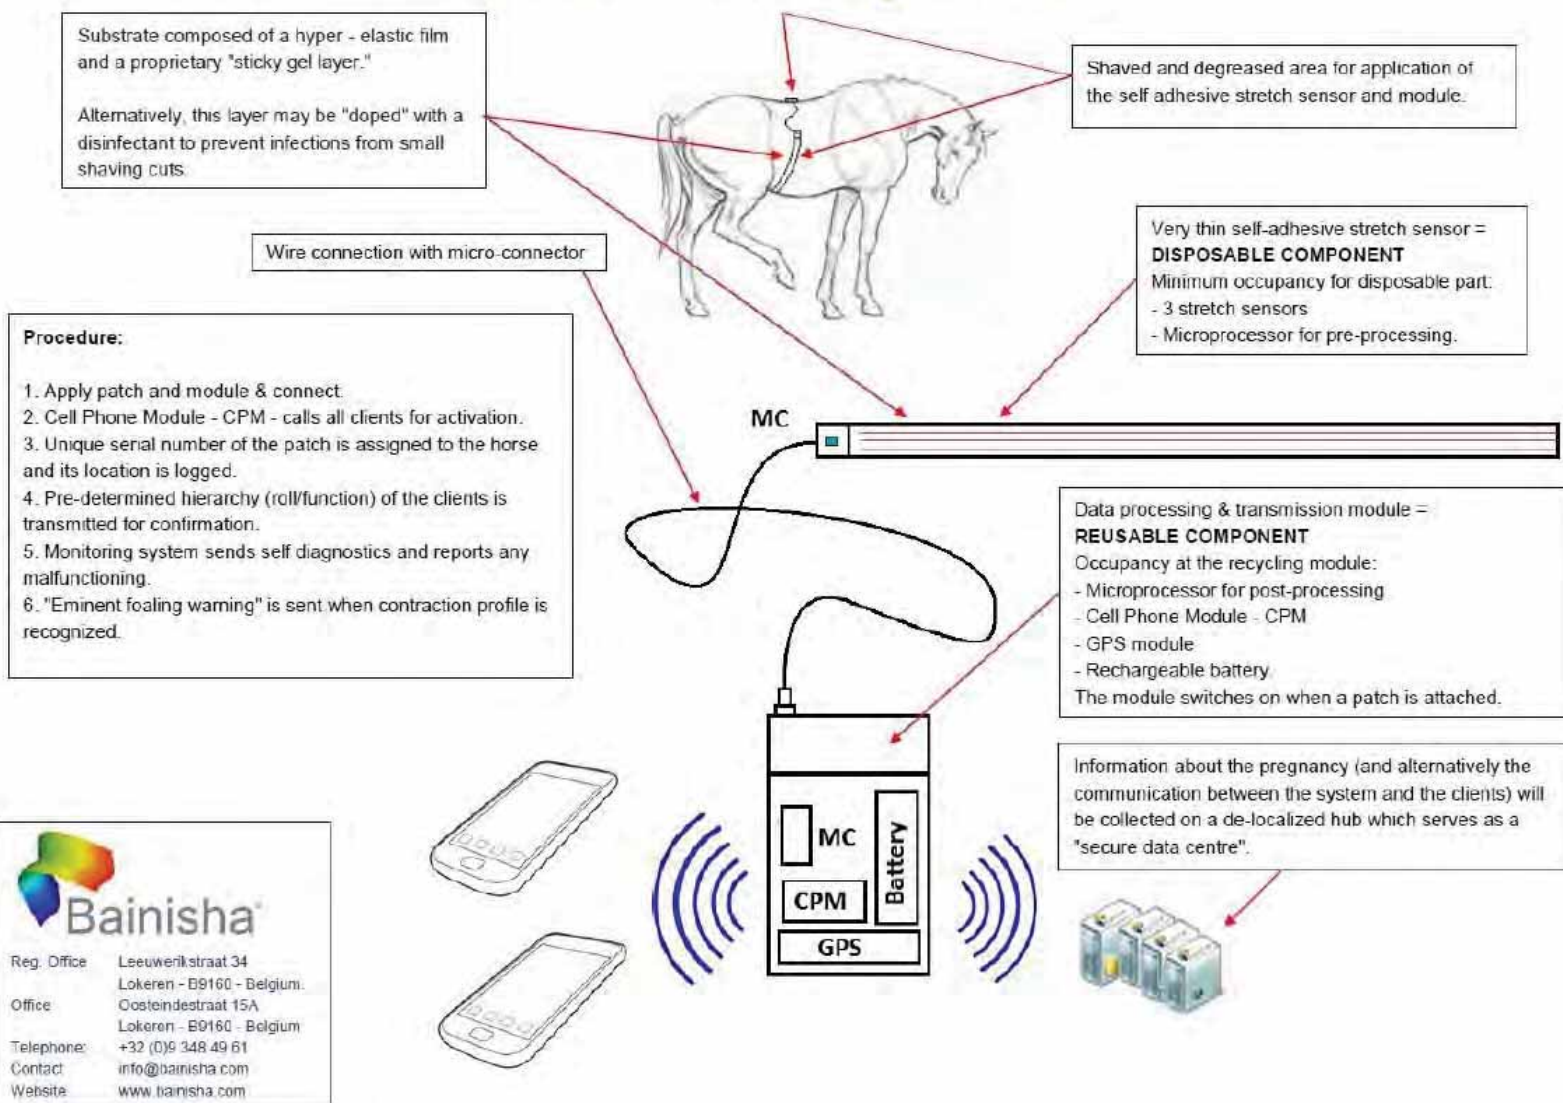 Substrate composed of a hyper - elastic film
and a proprietary "sticky gel layer."
Alternatively, this layer may be "doped" with a
disinfectant to prevent infections from small
shaving cuts.
Shaved and degreased area for application of
the self adhesive stretch sensor and module.
Wire connection with micro-connector
Very thin self-adhesive stretch sensor =
DISPOSABLE COMPONENT
Minimum occupancy for disposable part:
- 3 stretch sensors
- Microprocessor for pre-processing.
Procedure:
1. Apply patch and module & connect.
2. Cell Phone Module - CPM - calls all clients for activation.
3. Unique serial number of the patch is assigned to the horse
and its location is logged.
4. Pre-determined hierarchy (roll/function) of the clients is
transmitted for confirmation.
5. Monitoring system sends self diagnostics and reports any
malfunctioning.
6. "Eminent foaling warning" is sent when contraction profile is
recognized.
MC
Data processing & transmission module =
REUSABLE COMPONENT
Occupancy at the recycling module:
- Microprocessor for post-processing
- Cell Phone Module - CPM
- GPS module
- Rechargeable battery
The module switches on when a patch is attached.
Information about the pregnancy (and alternatively the
communication between the system and the clients) will
be collected on a de-localized hub which serves as a
"secure data centre".
MC
Battery
CPM
GPS
Bainisha
Reg. Office Leeuwerikstraat 34
Lokeren - B9160 - Belgium.
Office Oosteindestraat 15A
Lokeren - B9160 - Belgium
Telephone: +32 (0)9 348 49 61
Contact info@bainisha.com
Website www.bainisha.com